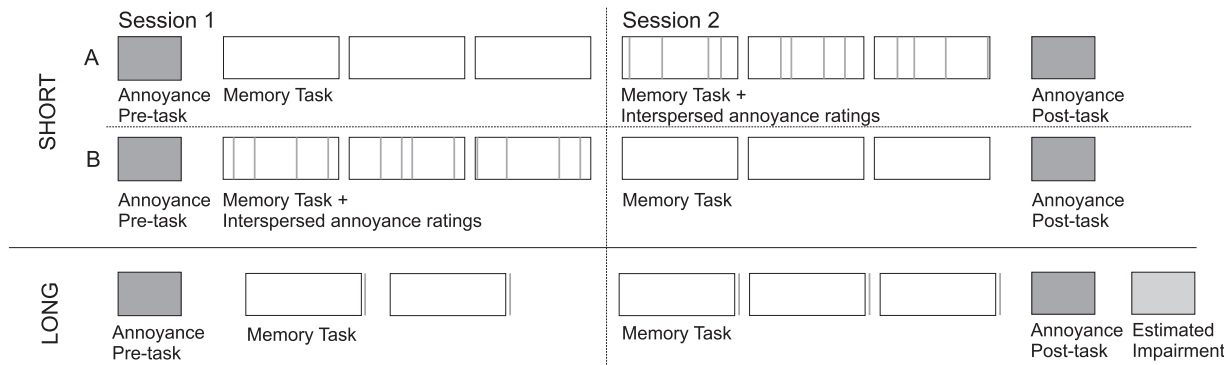 Session 1
Session 2
SHORT
A
Annoyance
Pre-task
Memory Task
Memory Task +
Interspersed annoyance ratings
Annoyance
Post-task
B
Annoyance
Pre-task
Memory Task +
Interspersed annoyance ratings
Memory Task
Annoyance
Post-task
LONG
Annoyance
Pre-task
Memory Task
Memory Task
Annoyance
Post-task
Estimated
Impairment